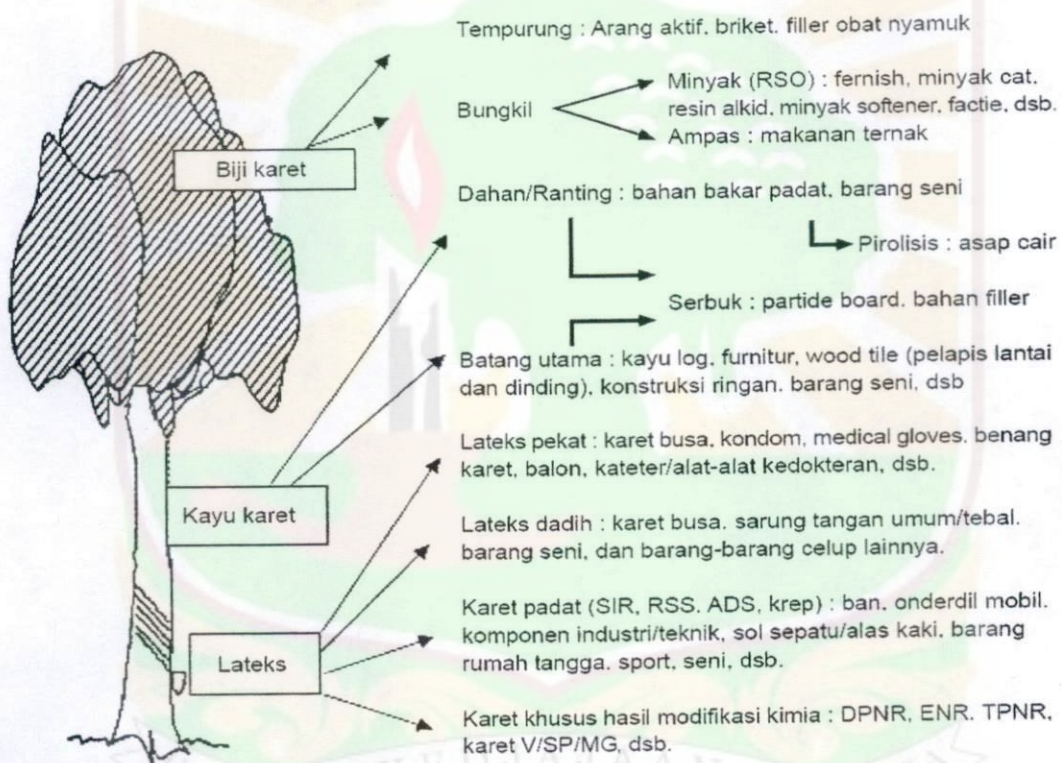 Tempurung : Arang aktif. briket. filler obat nyamuk
Bungkil
Minyak (RSO) : fernish, minyak cat.
resin alkid, minyak softener, factie, dsb.
Ampas : makanan ternak
Biji karet
Dahan/Ranting : bahan bakar padat, barang seni
Pirolisis : asap cair
Serbuk : partide board. bahan filler
Batang utama : kayu log. furnitur, wood tile (pelapis lantai
dan dinding), konstruksi ringan. barang seni, dsb
Kayu karet
Lateks pekat : karet busa, kondom, medical gloves. benang
karet, balon, kateter/alat-alat kedokteran, dsb.
Lateks dadih : karet busa. sarung tangan umum/tebal.
barang seni, dan barang-barang celup lainnya.
Lateks
Karet padat (SIR, RSS. ADS, krep) : ban. onderdil mobil.
komponen industri/teknik, sol sepatu/alas kaki, barang
rumah tangga. sport, seni, dsb.
Karet khusus hasil modifikasi kimia : DPNR, ENR. TPNR,
karet V/SP/MG, dsb.